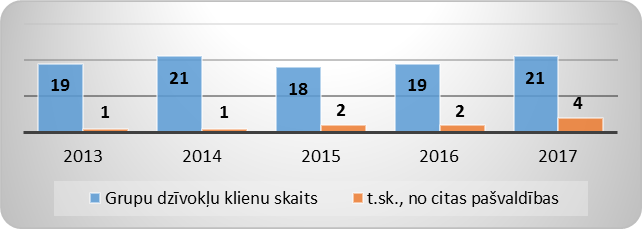 19 1 21 1 18 2 19 2 21 4
2013 2014 2015 2016 2017
Grupu dzīvokļu klienu skaits t.sk., no citas pašvaldības